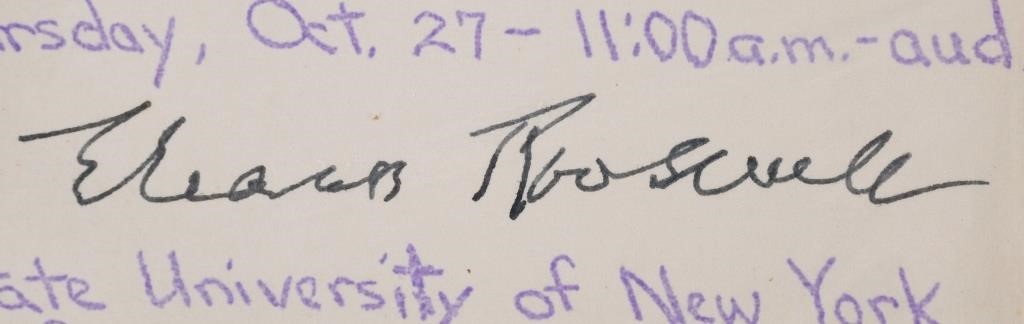 rsday, Oct. 27 - 11:00 a.m. - aud.
Eleanor Roosevelt
ate University of New York